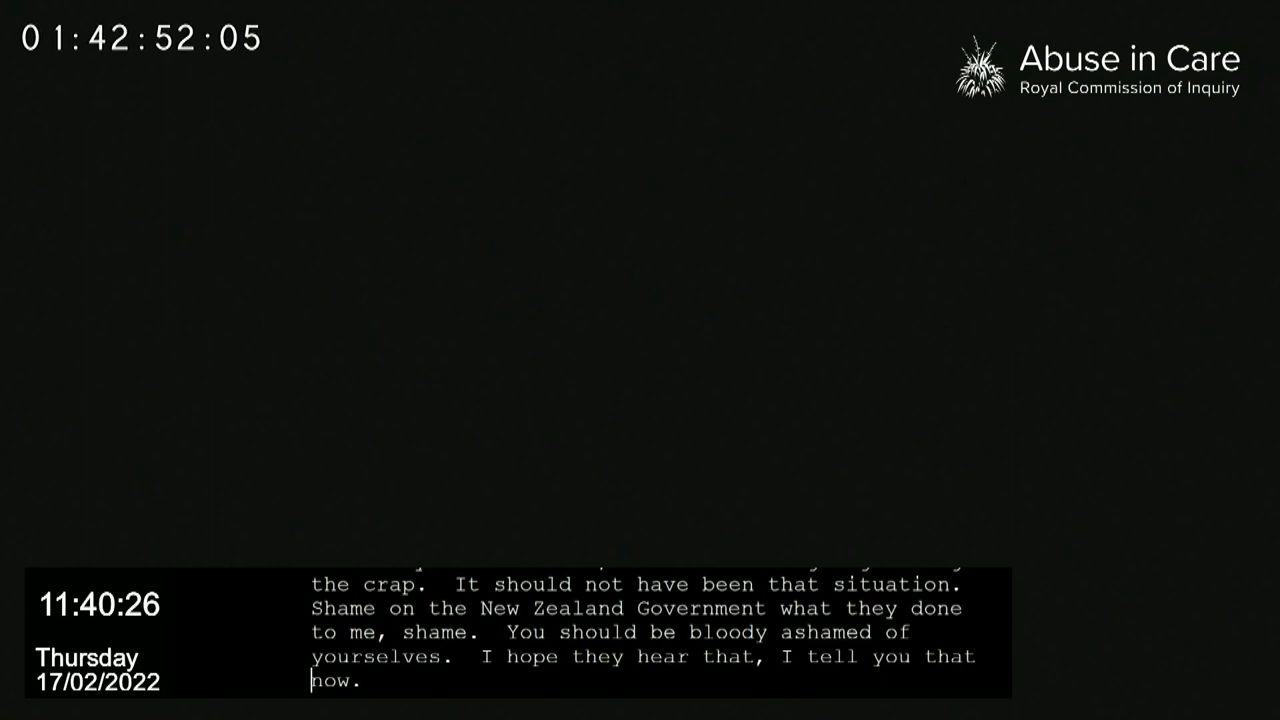 01:42:52:05
Abuse in Care
Royal Commission of Inquiry
11:40:26
Thursday
17/02/2022
the crap.  It should not have been that situation.
Shame on the New Zealand Government what they done
to me, shame.  You should be bloody ashamed of
yourselves.  I hope they hear that, I tell you that
now.